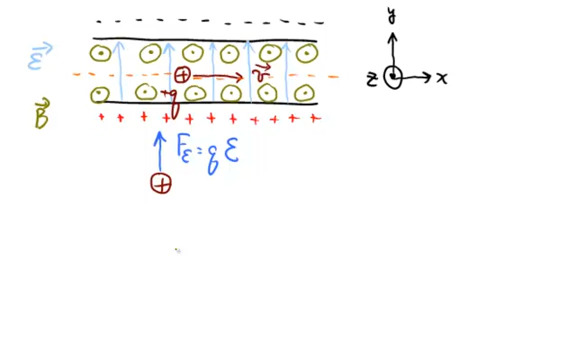 - - - - - - - - - - - -
y
ℰ⃗
+ v⃗
z x
+q
B⃗
+ + + + + + + + + + + +
F_ℰ = q ℰ
+